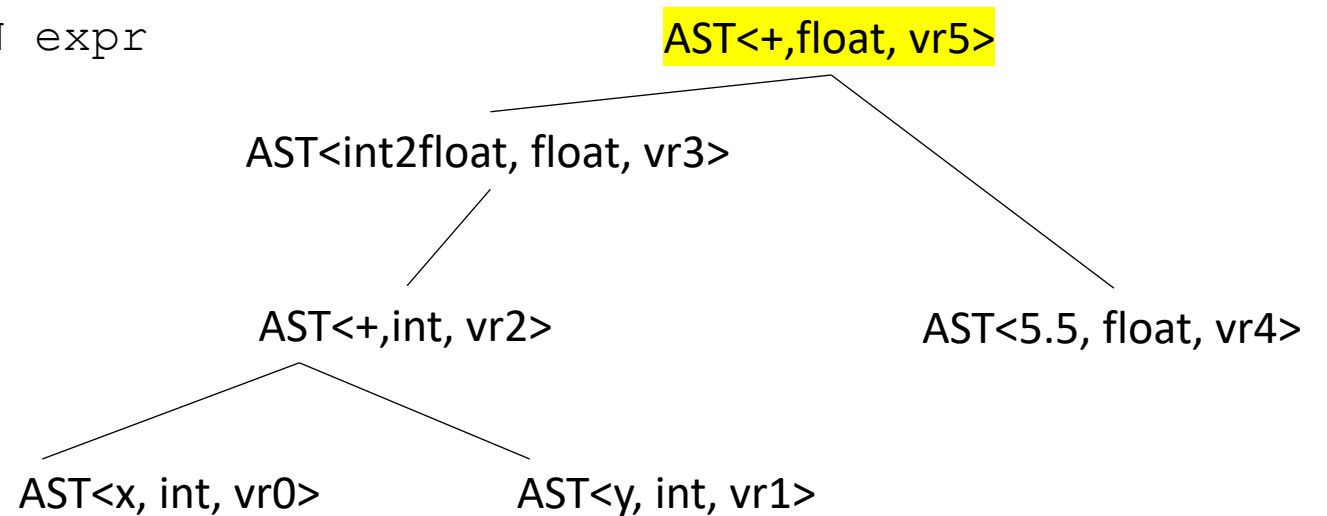 expr
AST<+,float, vr5>
AST<int2float, float, vr3>
AST<+,int, vr2>
AST<5.5, float, vr4>
AST<x, int, vr0>
AST<y, int, vr1>